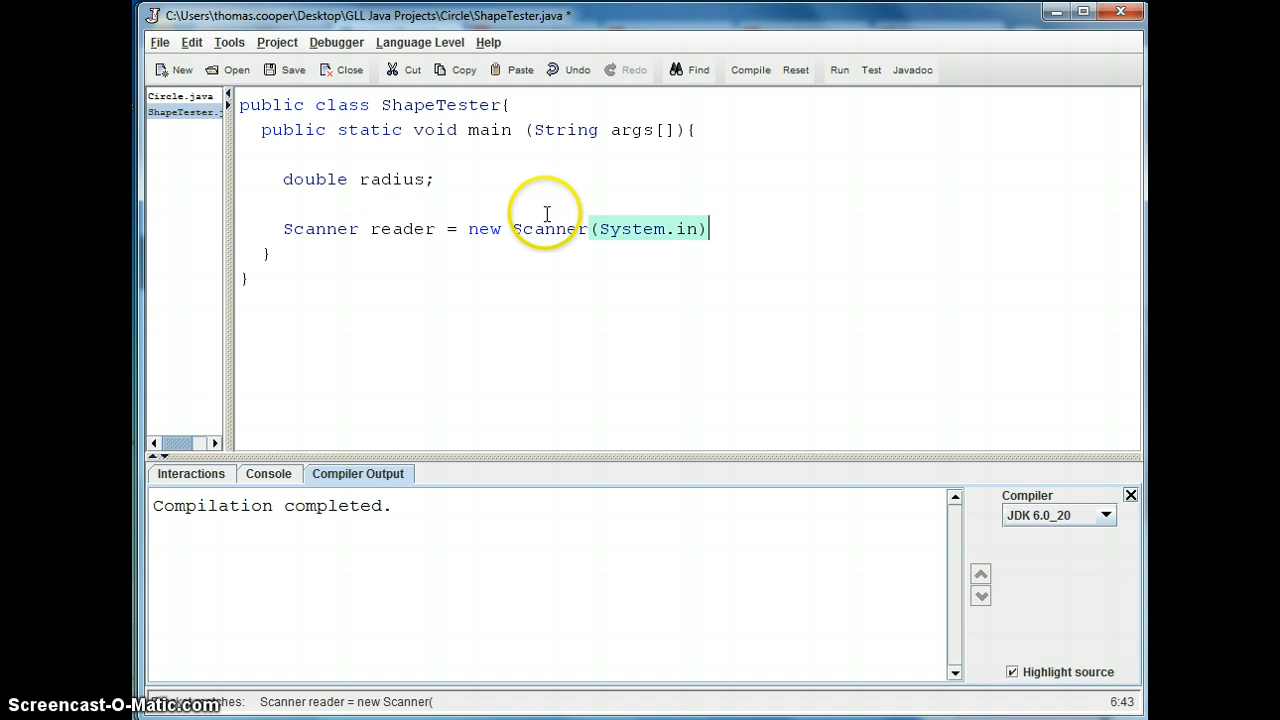 C:\Users\thomas.cooper\Desktop\GLL Java Projects\Circle\ShapeTester.java *
File Edit Tools Project Debugger Language Level Help
New Open Save Close Cut Copy Paste Undo Redo Find Compile Reset Run Test Javadoc
Circle.java
ShapeTester.j
public class ShapeTester{
public static void main (String args[]){
double radius;
Scanner reader = new Scanner(System.in)
}
}
Interactions Console Compiler Output
Compilation completed.
Compiler
JDK 6.0_20
Highlight source
Screencast-O-Matic.com
Scanner reader = new Scanner(
6:43